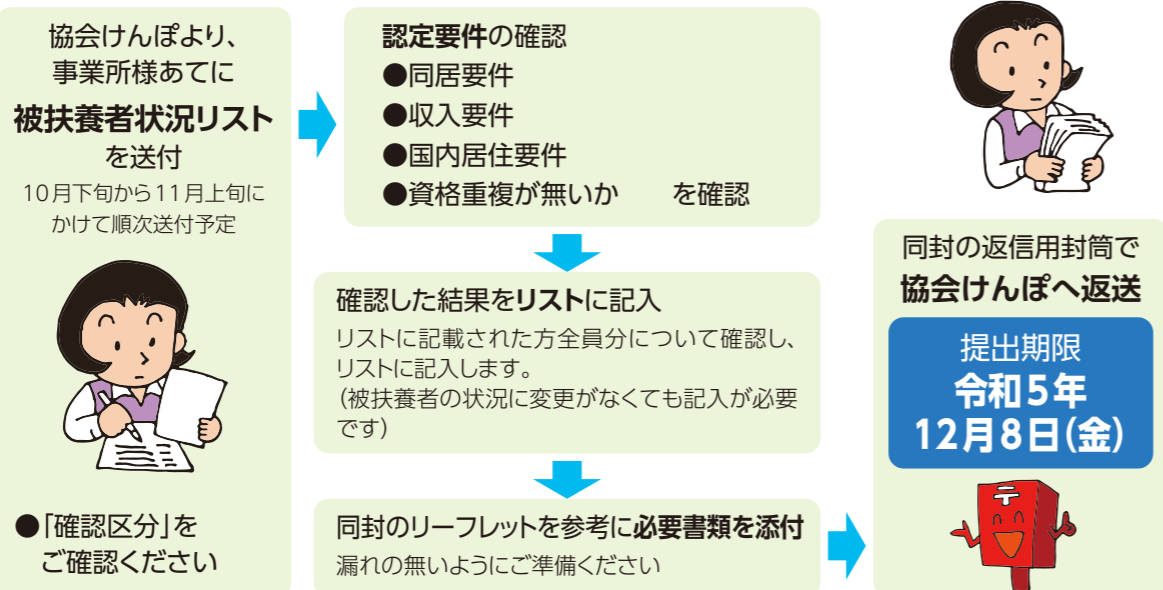 協会けんぽより、
事業所様あてに
被扶養者状況リスト
を送付
10月下旬から11月上旬に
かけて順次送付予定
●「確認区分」を
ご確認ください
認定要件の確認
●同居要件
●収入要件
●国内居住要件
●資格重複が無いか　　を確認
確認した結果をリストに記入
リストに記載された方全員分について確認し、
リストに記入します。
(被扶養者の状況に変更がなくても記入が必要
です)
同封のリーフレットを参考に必要書類を添付
漏れの無いようにご準備ください
同封の返信用封筒で
協会けんぽへ返送
提出期限
令和5年
12月8日(金)
〒